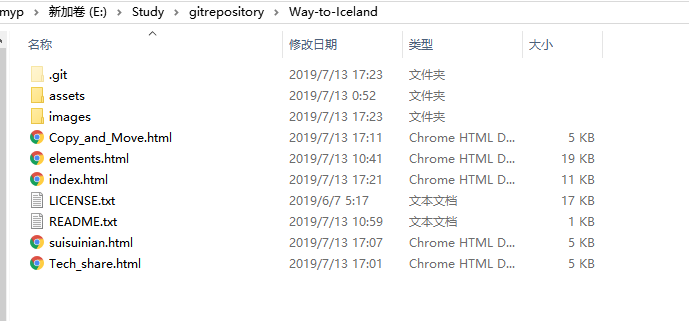 myp › 新加卷 (E:) › Study › gitrepository › Way-to-Iceland
名称 修改日期 类型 大小
.git 2019/7/13 17:23 文件夹
assets 2019/7/13 0:52 文件夹
images 2019/7/13 17:23 文件夹
Copy_and_Move.html 2019/7/13 17:11 Chrome HTML D... 5 KB
elements.html 2019/7/13 10:41 Chrome HTML D... 19 KB
index.html 2019/7/13 17:21 Chrome HTML D... 11 KB
LICENSE.txt 2019/6/7 5:17 文本文档 17 KB
README.txt 2019/7/13 10:59 文本文档 1 KB
suisuinian.html 2019/7/13 17:07 Chrome HTML D... 5 KB
Tech_share.html 2019/7/13 17:01 Chrome HTML D... 5 KB